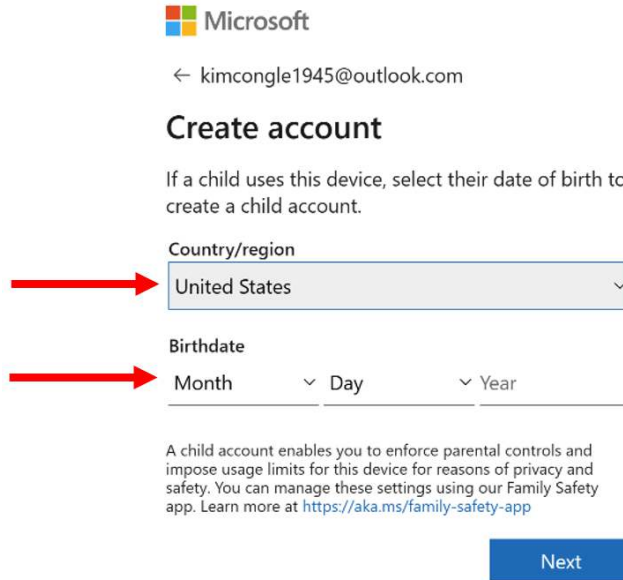 Microsoft
← kimcongle1945@outlook.com
Create account
If a child uses this device, select their date of birth to
create a child account.
Country/region
United States
Birthdate
Month Day Year
A child account enables you to enforce parental controls and
impose usage limits for this device for reasons of privacy and
safety. You can manage these settings using our Family Safety
app. Learn more at https://aka.ms/family-safety-app
Next